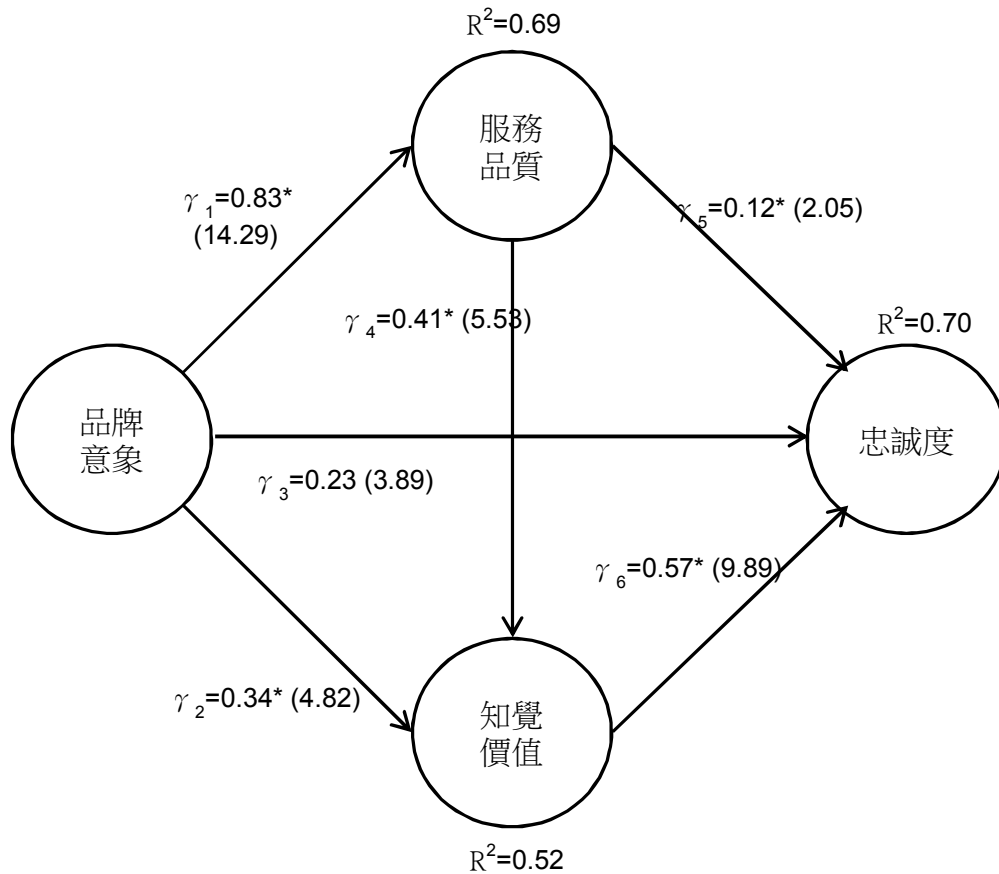 R²=0.69
服務
品質
γ₁=0.83*
(14.29)
γ₅=0.12* (2.05)
γ₄=0.41* (5.53)
R²=0.70
品牌
意象
忠誠度
γ₃=0.23 (3.89)
γ₆=0.57* (9.89)
γ₂=0.34* (4.82)
知覺
價值
R²=0.52